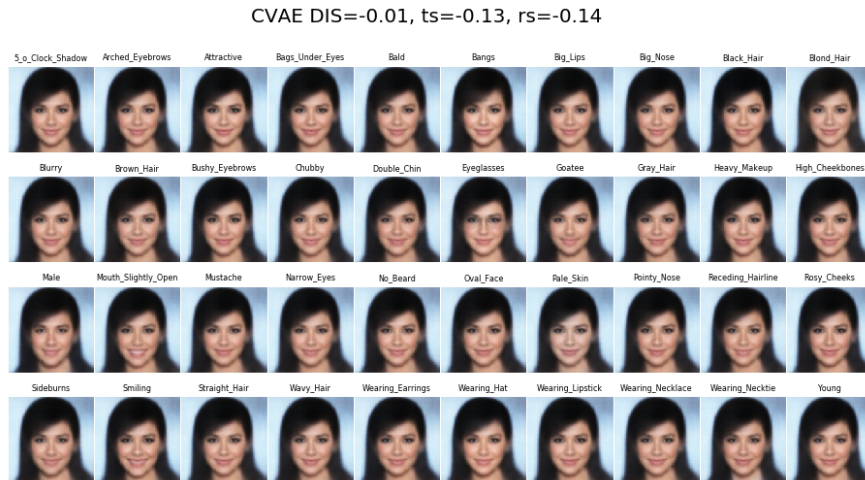 CVAE DIS=-0.01, ts=-0.13, rs=-0.14
5_o_Clock_Shadow Arched_Eyebrows Attractive Bags_Under_Eyes Bald Bangs Big_Lips Big_Nose Black_Hair Blond_Hair
Blurry Brown_Hair Bushy_Eyebrows Chubby Double_Chin Eyeglasses Goatee Gray_Hair Heavy_Makeup High_Cheekbones
Male Mouth_Slightly_Open Mustache Narrow_Eyes No_Beard Oval_Face Pale_Skin Pointy_Nose Receding_Hairline Rosy_Cheeks
Sideburns Smiling Straight_Hair Wavy_Hair Wearing_Earrings Wearing_Hat Wearing_Lipstick Wearing_Necklace Wearing_Necktie Young